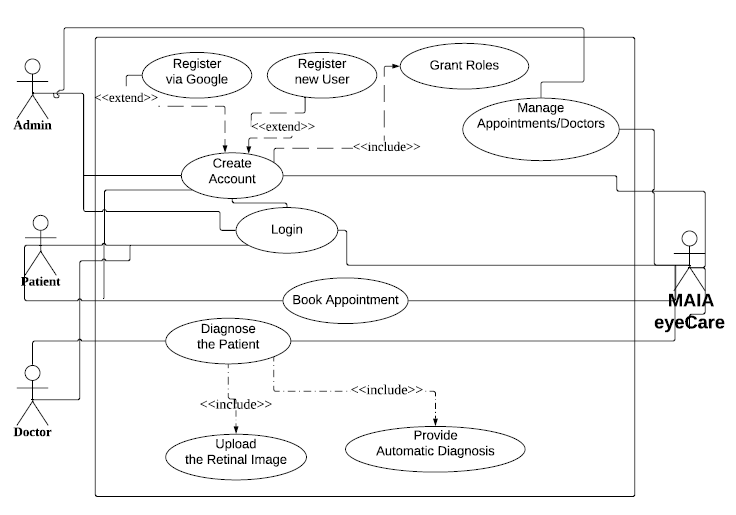 Register
via Google
Register
new User
Grant Roles
<<extend>>
Admin
Manage
Appointments/Doctors
<<extend>>
<<include>>
Create
Account
Login
Patient
Book Appointment
MAIA
eyeCare
Diagnose
the Patient
<<include>>
<<include>>
Doctor
Upload
the Retinal Image
Provide
Automatic Diagnosis